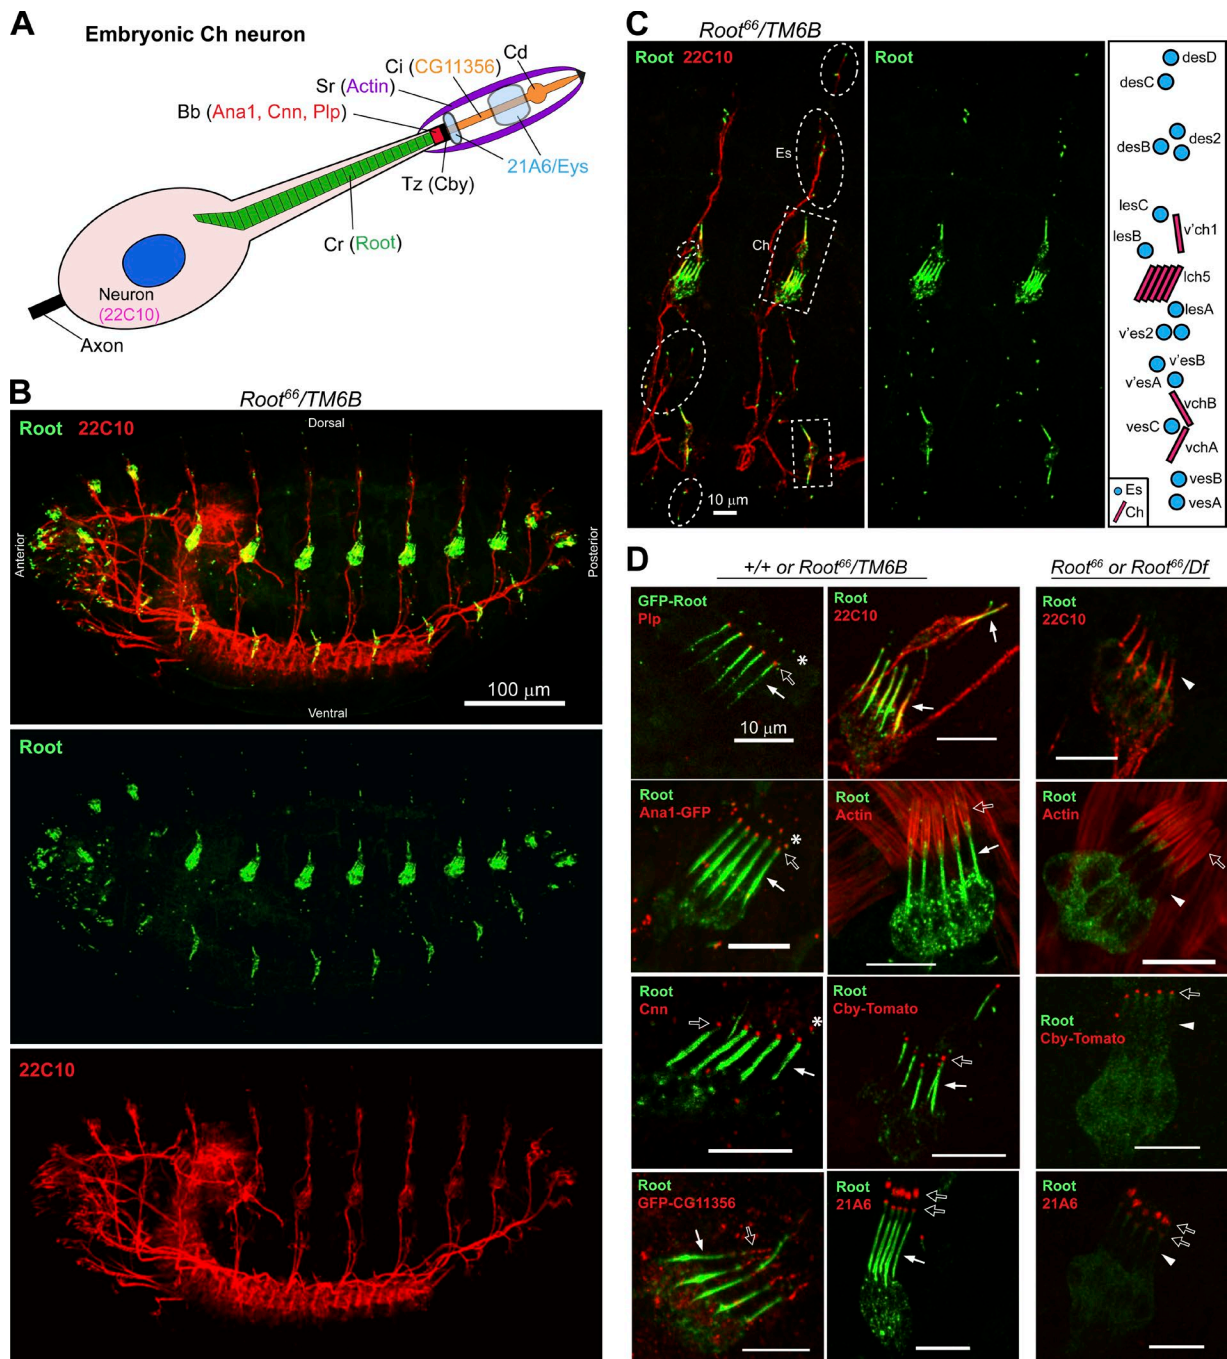 A
Embryonic Ch neuron
Cd
Ci (CG11356)
Sr (Actin)
Bb (Ana1, Cnn, Plp)
21A6/Eys
Tz (Cby)
Cr (Root)
Neuron
(22C10)
Axon
B
Root⁶⁶/TM6B
Root 22C10
Dorsal
Anterior
Posterior
100 μm
Ventral
Root
22C10
C
Root⁶⁶/TM6B
Root 22C10
Root
Es
Ch
10 μm
desD
desC
des2
desB
lesC
v'ch1
lesB
lch5
lesA
v'es2
v'esB
v'esA
vchB
vesC
vchA
vesB
vesA
Es
Ch
D
+/+ or Root⁶⁶/TM6B
Root⁶⁶ or Root⁶⁶/Df
GFP-Root
Plp
*
10 μm
Root
22C10
Root
22C10
Root
Ana1-GFP
*
Root
Actin
Root
Actin
Root
Cnn
*
Root
Cby-Tomato
Root
Cby-Tomato
Root
GFP-CG11356
Root
21A6
Root
21A6